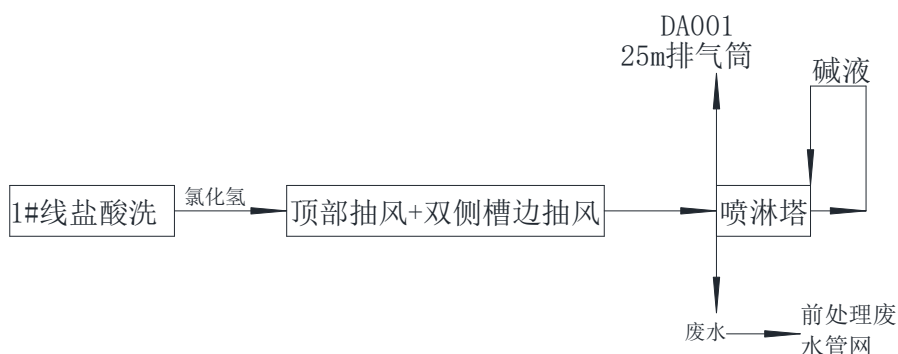 DA001
25m排气筒
碱液
氯化氢
1#线盐酸洗
顶部抽风+双侧槽边抽风
喷淋塔
废水
前处理废
水管网